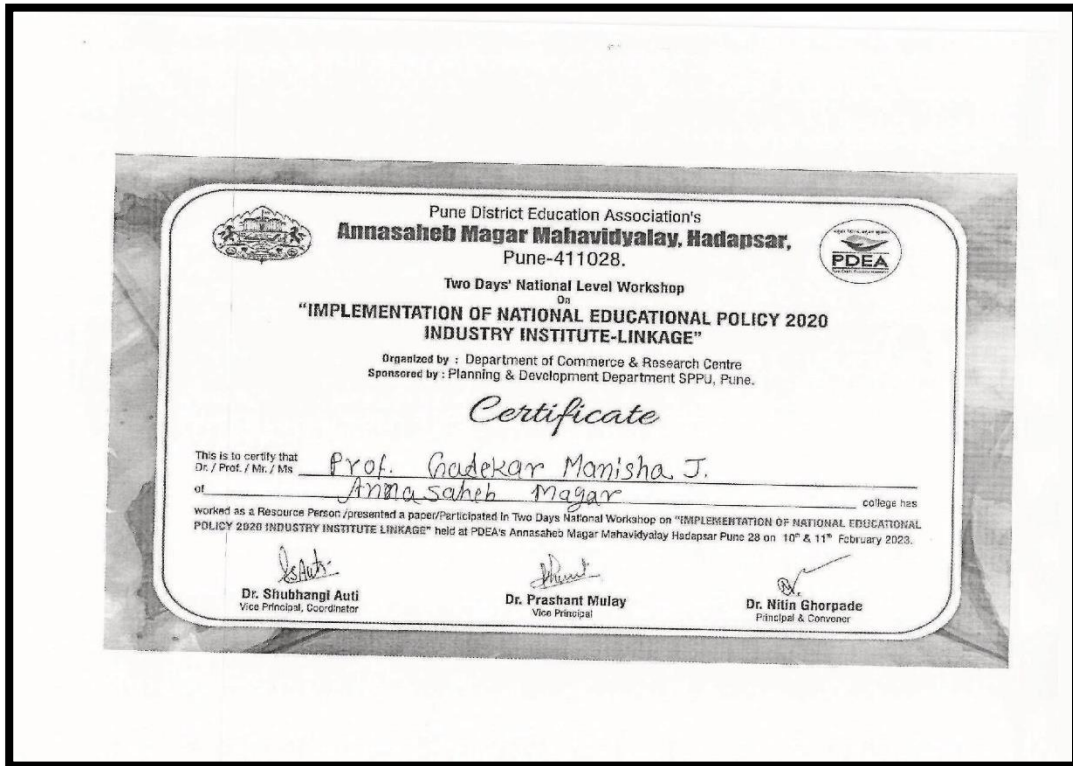 Pune District Education Association's
Annasaheb Magar Mahavidyalay, Hadapsar,
Pune-411028.
PDEA
Two Days' National Level Workshop
On
"IMPLEMENTATION OF NATIONAL EDUCATIONAL POLICY 2020
INDUSTRY INSTITUTE-LINKAGE"
Organized by : Department of Commerce & Research Centre
Sponsored by : Planning & Development Department SPPU, Pune.
Certificate
This is to certify that
Dr. / Prof. / Mr. / Ms Prof. Gadekar Manisha J.
of Annasaheb Magar college has
worked as a Resource Person /presented a paper/Participated in Two Days National Workshop on "IMPLEMENTATION OF NATIONAL EDUCATIONAL
POLICY 2020 INDUSTRY INSTITUTE LINKAGE" held at PDEA's Annasaheb Magar Mahavidyalay Hadapsar Pune 28 on 10th & 11th February 2023.
Dr. Shubhangi Auti
Vice Principal, Coordinator
Dr. Prashant Mulay
Vice Principal
Dr. Nitin Ghorpade
Principal & Convener